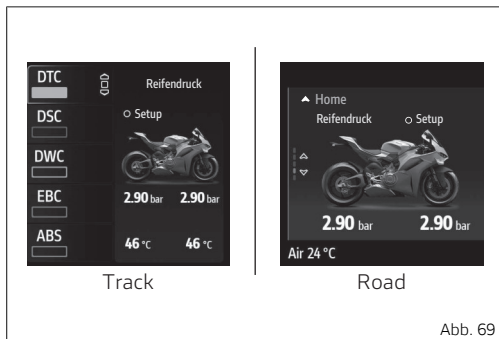 DTC
DSC
DWC
EBC
ABS
Reifendruck
Setup
2.90 bar 2.90 bar
46 °C 46 °C
Track
Home
Reifendruck Setup
2.90 bar 2.90 bar
Air 24 °C
Road
Abb. 69